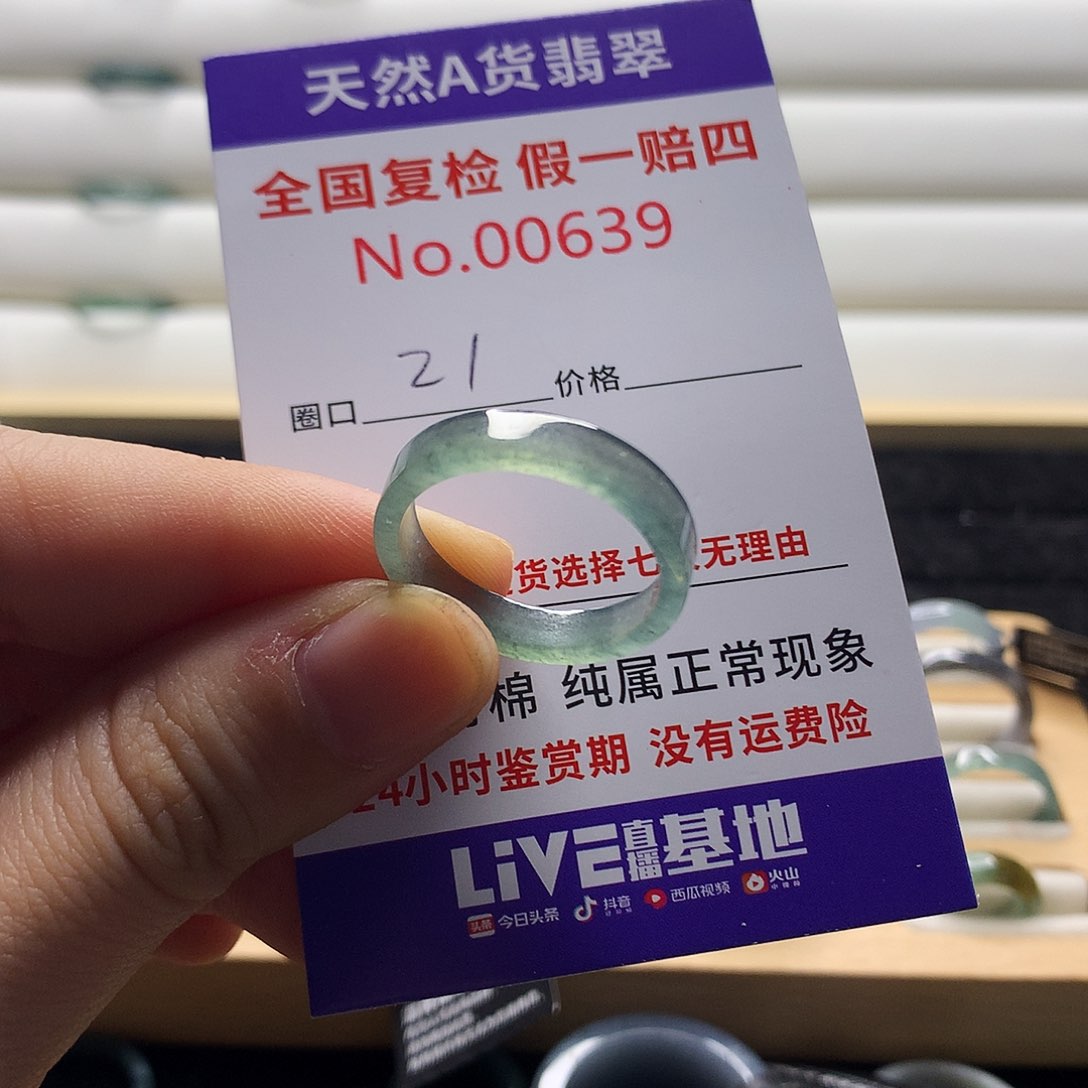 天然A货翡翠
全国复检 假一赔四
No.00639
圈口 21 价格
货选择七 无理由
棉 纯属正常现象
24小时鉴赏期 没有运费险
LiVE直播基地
头条 今日头条 抖音 西瓜视频 火山